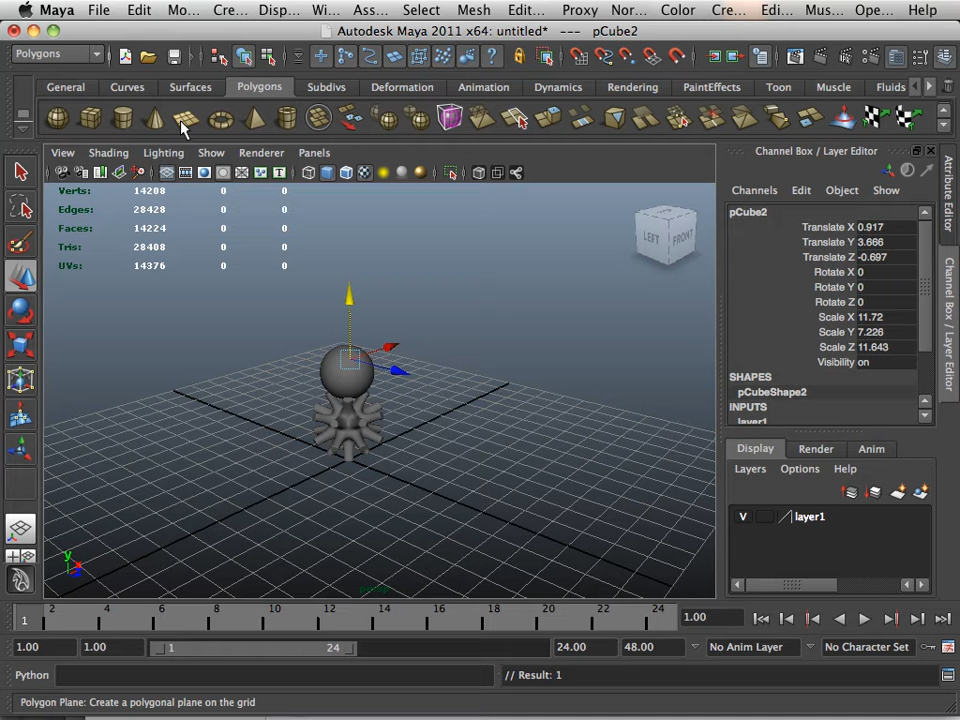 Maya File Edit Mo... Cre... Disp... Wi... Ass... Select Mesh Edit... Proxy Nor... Color Cre... Edi... Mus... Ope... Help
Autodesk Maya 2011 x64: untitled* --- pCube2
Polygons
General Curves Surfaces Polygons Subdivs Deformation Animation Dynamics Rendering PaintEffects Toon Muscle Fluids
View Shading Lighting Show Renderer Panels
Verts: 14208 0 0
Edges: 28428 0 0
Faces: 14224 0 0
Tris: 28408 0 0
UVs: 14376 0 0
LEFT FRONT
y
x
z
persp
Channel Box / Layer Editor
Channels Edit Object Show
pCube2
Translate X 0.917
Translate Y 3.666
Translate Z -0.697
Rotate X 0
Rotate Y 0
Rotate Z 0
Scale X 11.72
Scale Y 7.226
Scale Z 11.643
Visibility on
SHAPES
pCubeShape2
INPUTS
layer1
Display Render Anim
Layers Options Help
V layer1
Attribute Editor
Channel Box / Layer Editor
1 2 4 6 8 10 12 14 16 18 20 22 24 1.00
1.00 1.00 1 24 24.00 48.00 No Anim Layer No Character Set
Python // Result: 1
Polygon Plane: Create a polygonal plane on the grid